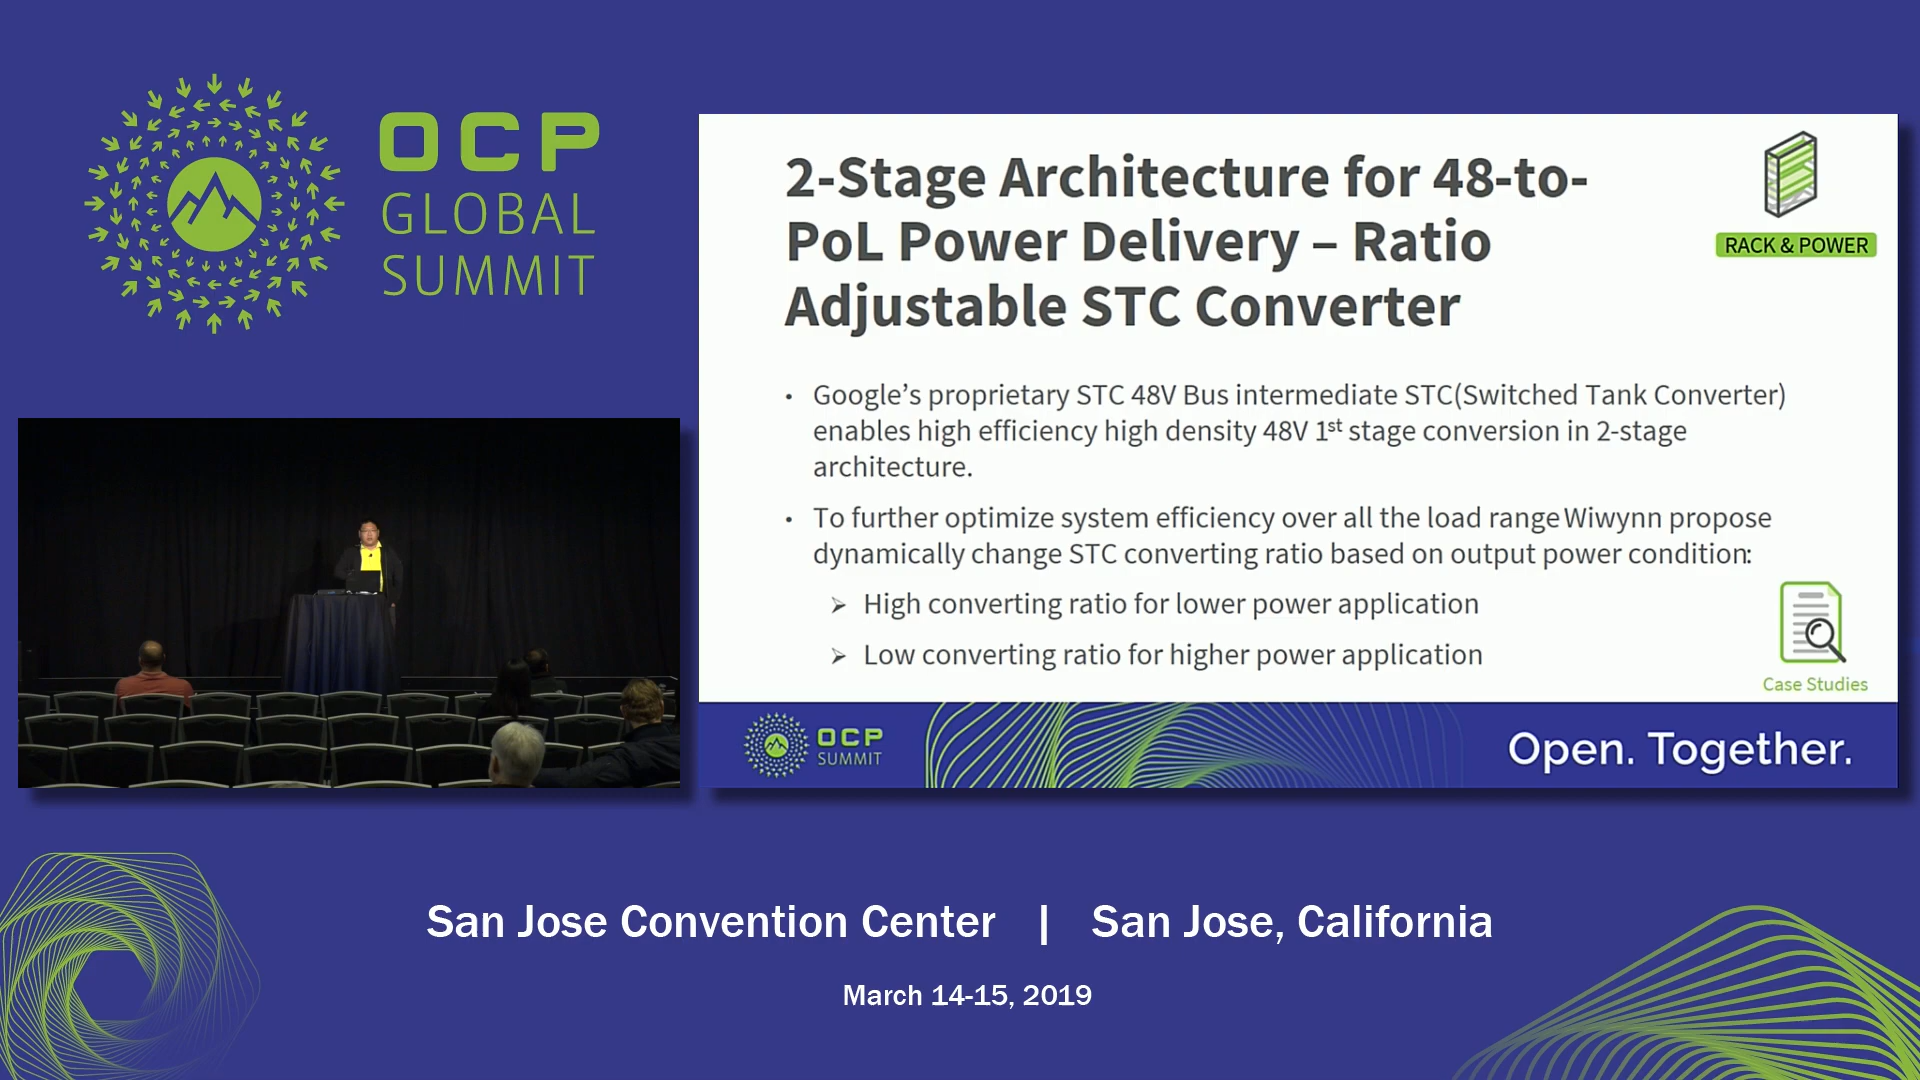 OCP
GLOBAL
SUMMIT
2-Stage Architecture for 48-to-
PoL Power Delivery – Ratio
Adjustable STC Converter
RACK & POWER
• Google’s proprietary STC 48V Bus intermediate STC(Switched Tank Converter)
enables high efficiency high density 48V 1st stage conversion in 2-stage
architecture.
• To further optimize system efficiency over all the load range Wiwynn propose
dynamically change STC converting ratio based on output power condition:
➢ High converting ratio for lower power application
➢ Low converting ratio for higher power application
Case Studies
OCP
SUMMIT
Open. Together.
San Jose Convention Center | San Jose, California
March 14-15, 2019